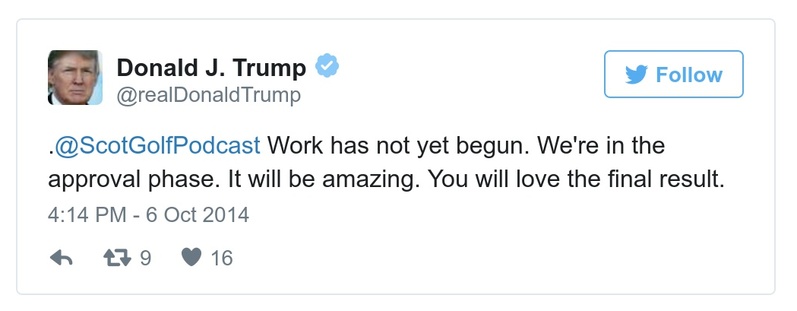 Donald J. Trump
@realDonaldTrump
Follow
.@ScotGolfPodcast Work has not yet begun. We're in the
approval phase. It will be amazing. You will love the final result.
4:14 PM - 6 Oct 2014
9 16